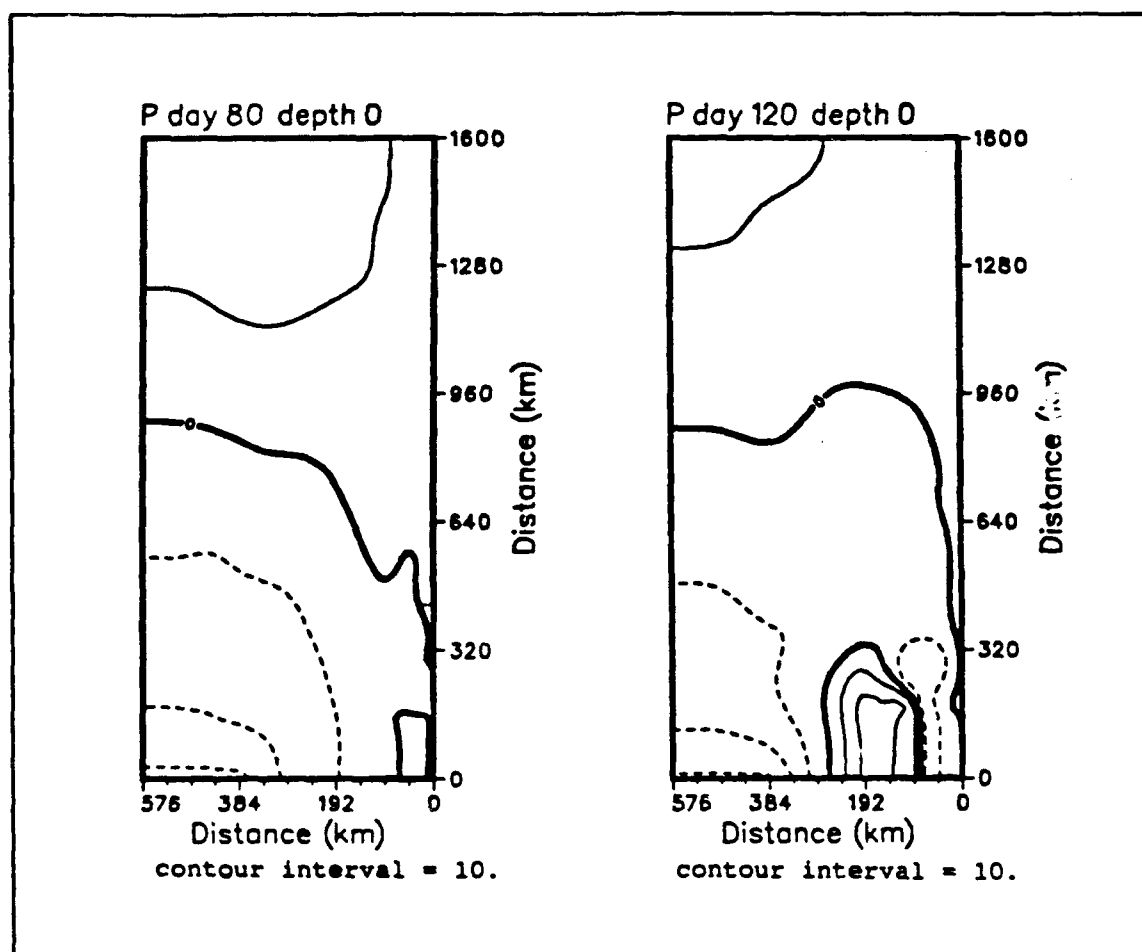 P day 80 depth 0
1600
1280
960
640
320
0
Distance (km)
0
576 384 192 0
Distance (km)
contour interval = 10.
P day 120 depth 0
1600
1280
960
640
320
0
Distance (km)
0
576 384 192 0
Distance (km)
contour interval = 10.